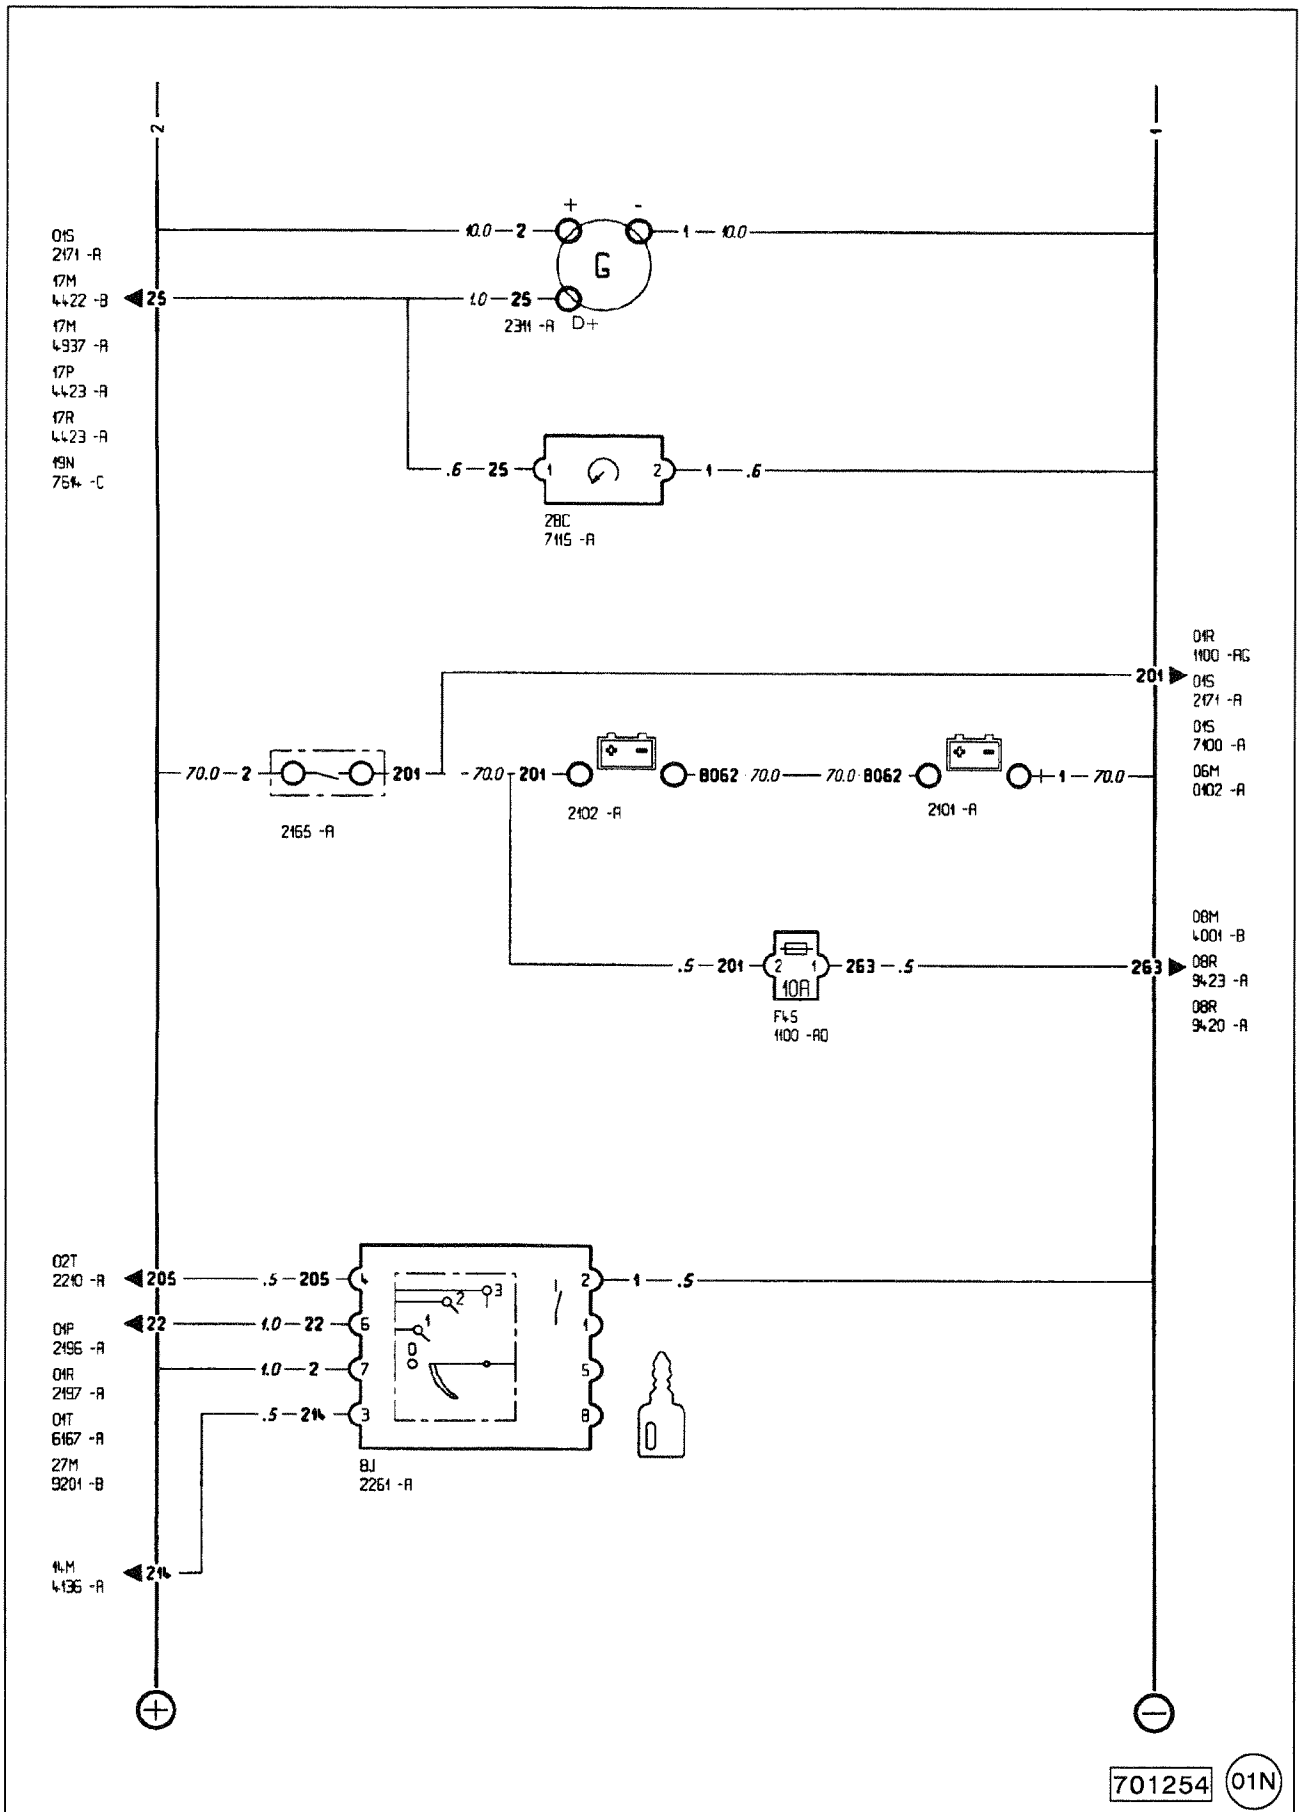 2
1
+ -
10.0 2
1 10.0
G
01S
2171 -A
17M
4422 -B
25
1.0 25
2311 -A D+
17M
4937 -A
17P
4423 -A
17R
4423 -A
19N
7614 -C
.6 25
1 2
1 .6
28C
7115 -A
201
01R
1100 -AG
01S
2171 -A
01S
7100 -A
06M
0102 -A
70.0 2
201
70.0 201
+ -
8062 70.0
70.0 8062
+ -
1 70.0
2165 -A
2102 -A
2101 -A
.5 201
2 1
10A
263 .5
263
F45
1100 -AD
08M
4001 -B
08R
9423 -A
08R
9420 -A
02T
2210 -A
205
.5 205
4
3
2
1
0
2
1 .5
22
1.0 22
6
1
01P
2196 -A
01R
2197 -A
1.0 2
7
5
01T
6167 -A
.5 214
3
8
0
27M
9201 -B
8J
2261 -A
14M
4136 -A
214
+
-
701254 01N